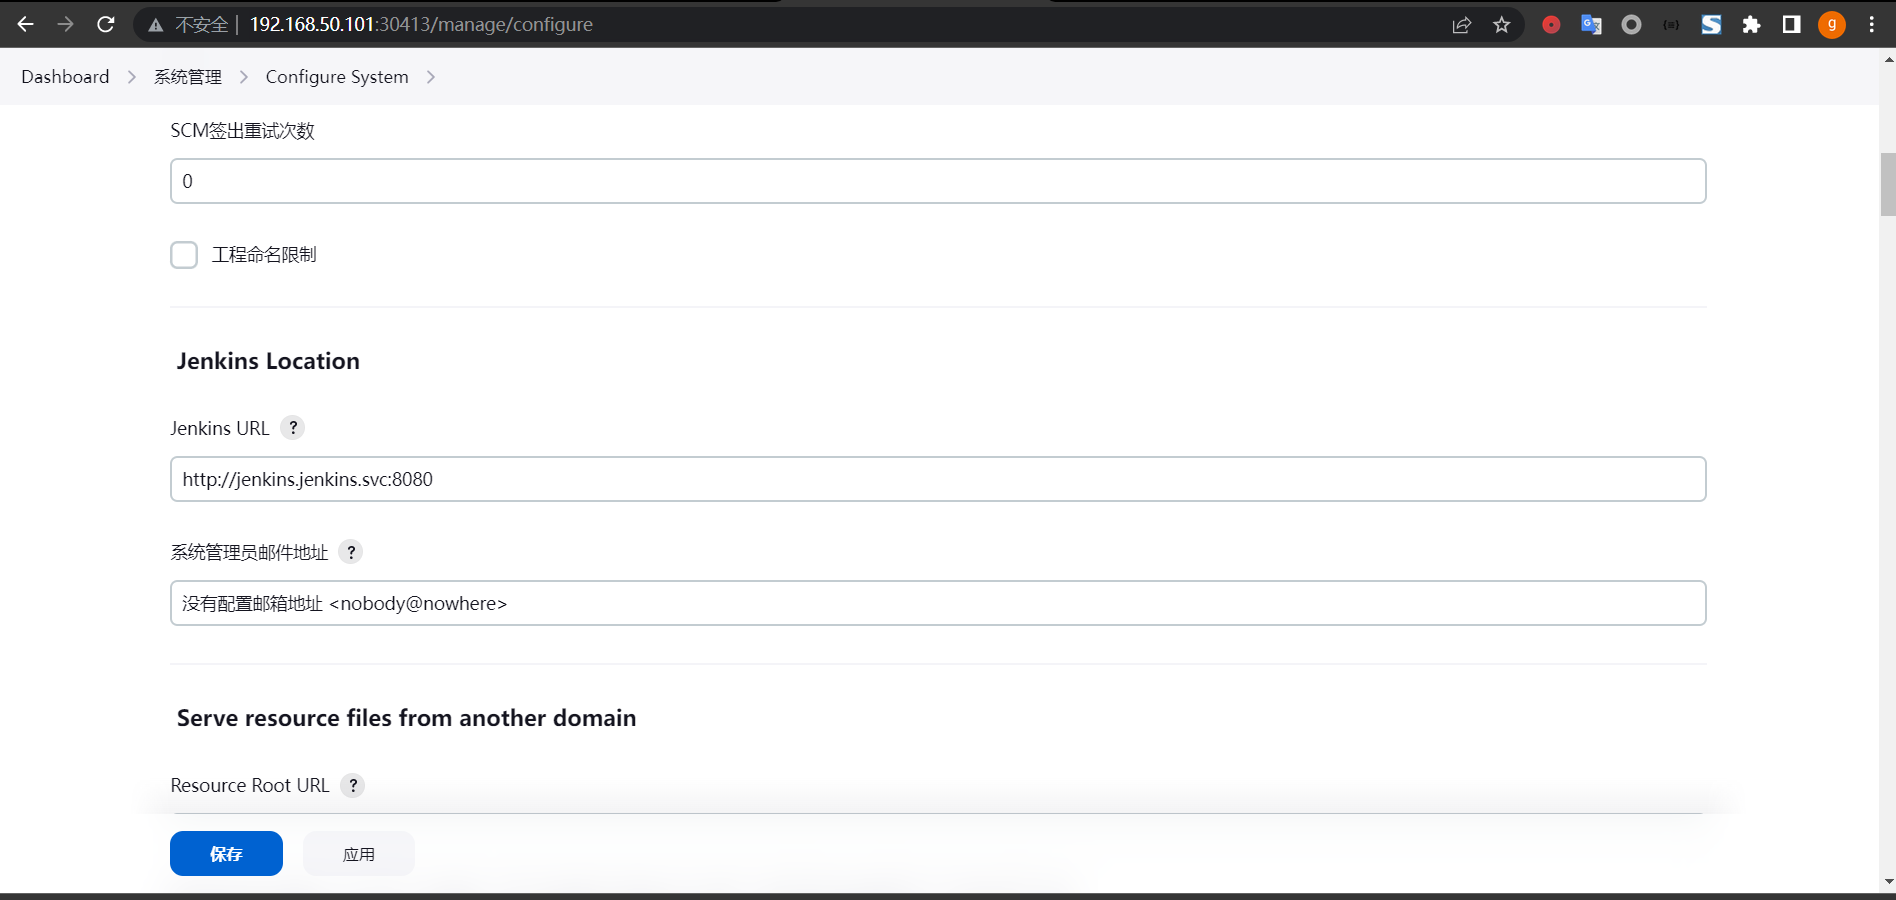 不安全 | 192.168.50.101:30413/manage/configure
g
Dashboard > 系统管理 > Configure System >
SCM签出重试次数
0
工程命名限制
Jenkins Location
Jenkins URL ?
http://jenkins.jenkins.svc:8080
系统管理员邮件地址 ?
没有配置邮箱地址 <nobody@nowhere>
Serve resource files from another domain
Resource Root URL ?
保存 应用